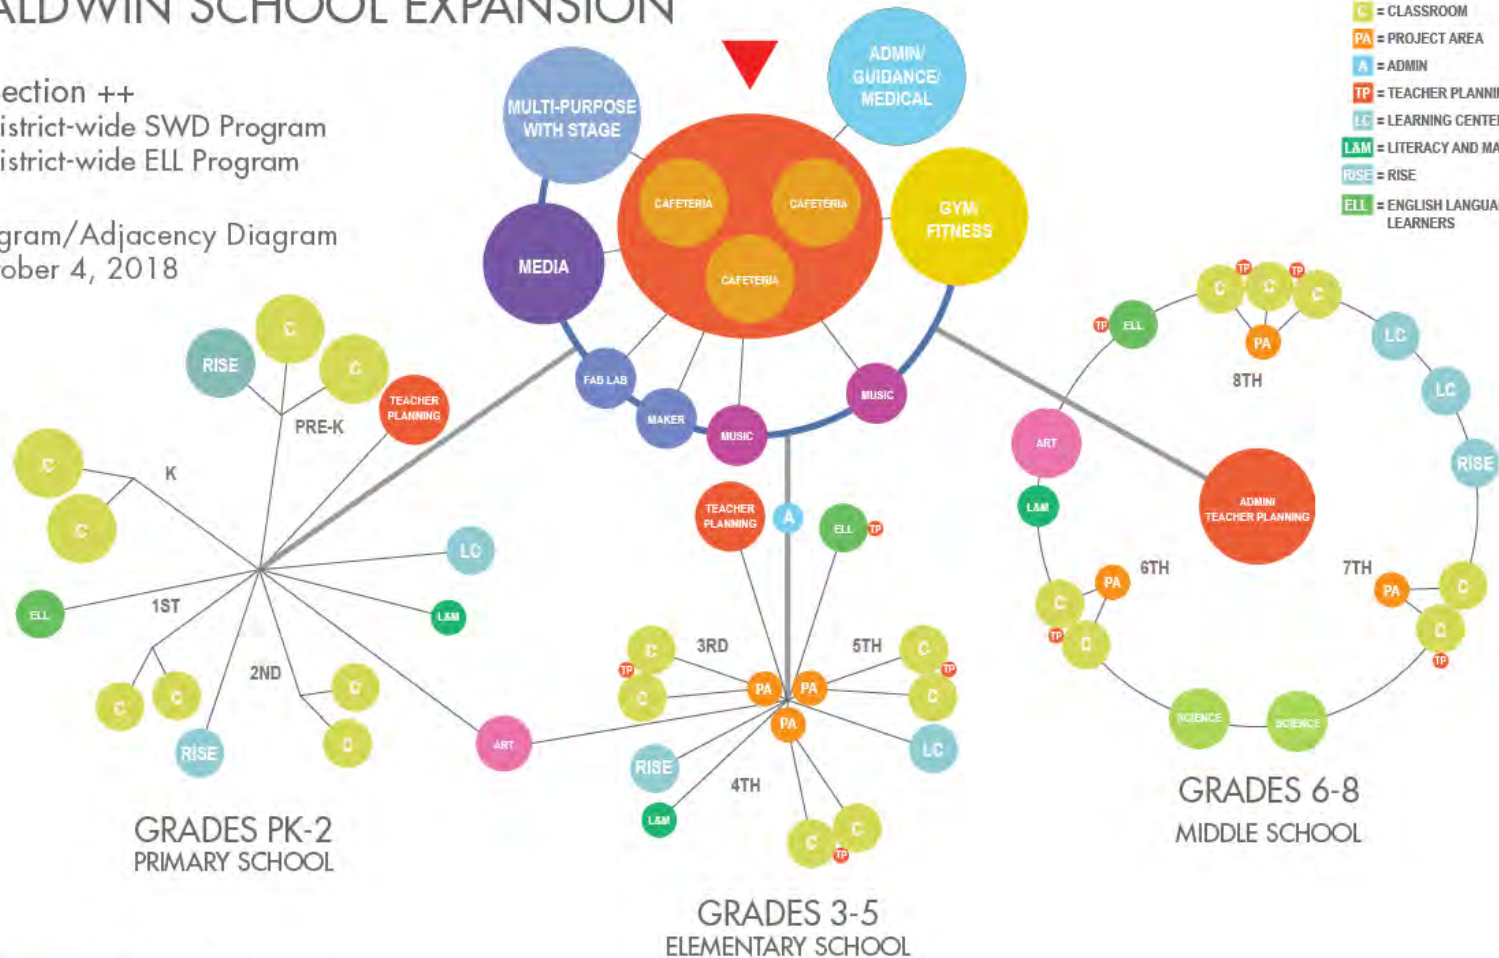 ALDWIN SCHOOL EXPANSION
ection ++
istrict-wide SWD Program
istrict-wide ELL Program
gram/Adjacency Diagram
ober 4, 2018
C = CLASSROOM
PA = PROJECT AREA
A = ADMIN
TP = TEACHER PLANNIN
LC = LEARNING CENTER
L&M = LITERACY AND MA
RISE = RISE
ELL = ENGLISH LANGUAG
LEARNERS
MULTI-PURPOSE
WITH STAGE
ADMIN/
GUIDANCE/
MEDICAL
CAFETERIA
CAFETERIA
CAFETERIA
GYM/
FITNESS
MEDIA
FAB LAB
MAKER
MUSIC
MUSIC
RISE
C
C
PRE-K
TEACHER
PLANNING
K
C
C
LC
L&M
ELL
1ST
C
C
2ND
C
C
RISE
ART
GRADES PK-2
PRIMARY SCHOOL
TEACHER
PLANNING
A
ELL
TP
3RD
C
TP
C
PA
PA
PA
5TH
C
TP
C
RISE
LC
L&M
4TH
C
C
TP
GRADES 3-5
ELEMENTARY SCHOOL
TP
ELL
C
TP
C
TP
C
PA
8TH
LC
LC
RISE
ART
L&M
ADMIN/
TEACHER PLANNING
PA
6TH
C
TP
C
7TH
PA
C
C
TP
SCIENCE
SCIENCE
GRADES 6-8
MIDDLE SCHOOL